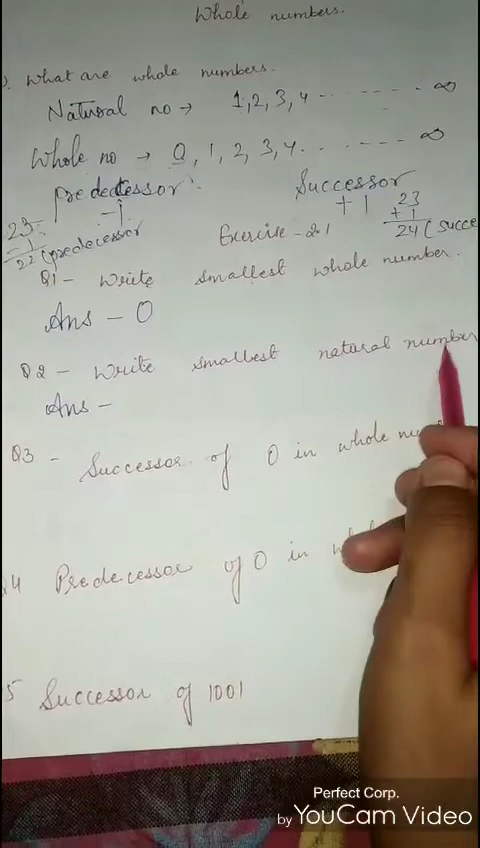 Whole numbers.
What are whole numbers.
Natural no → 1, 2, 3, 4 - - - - - - - ∞
Whole no → 0, 1, 2, 3, 4. - - - - - - ∞
Predecessor
Successor
-1
+1
23
-1
22 (predecessor
23
+1
24 (succe
Exercise - 2.1
Q1 - Write smallest whole number.
Ans - 0
Q2 - Write smallest natural number
Ans -
Q3 - Successor of 0 in whole nu
4 Predecessor of 0 in
5 Successor of 1001
Perfect Corp.
by YouCam Video